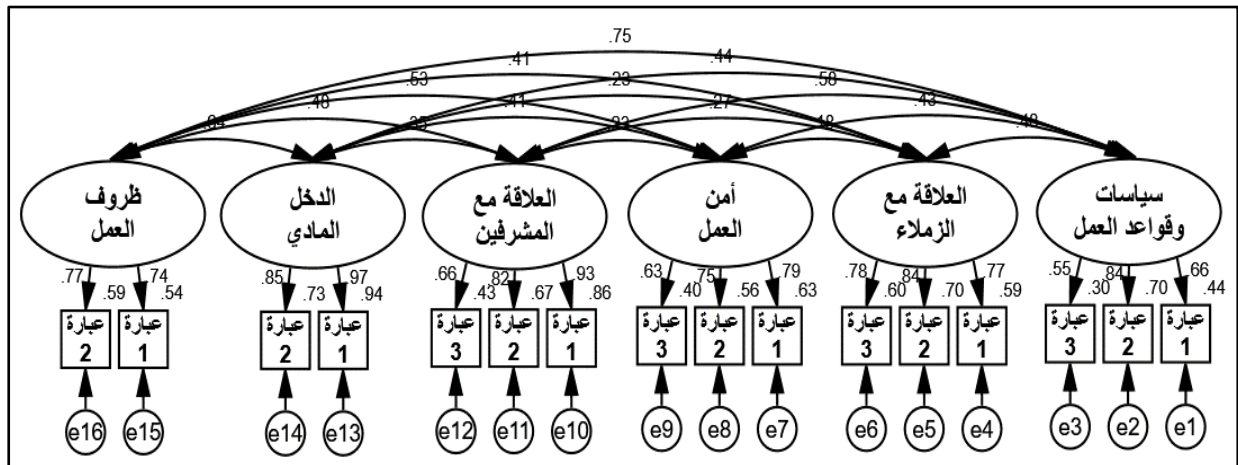 .75
.41
.44
.53
.23
.58
.48
.41
.27
.43
سياسات
وقواعد العمل
العلاقة مع
الزملاء
أمن
العمل
العلاقة مع
المشرفين
الدخل
المادي
ظروف
العمل
.66
.84
.55
.44
.70
.30
.77
.84
.78
.59
.70
.60
.79
.75
.63
.63
.56
.40
.93
.82
.66
.86
.67
.43
.97
.85
.94
.73
.74
.77
.54
.59
عبارة
1
عبارة
2
عبارة
3
عبارة
1
عبارة
2
عبارة
3
عبارة
1
عبارة
2
عبارة
3
عبارة
1
عبارة
2
عبارة
3
عبارة
1
عبارة
2
عبارة
1
عبارة
2
e1
e2
e3
e4
e5
e6
e7
e8
e9
e10
e11
e12
e13
e14
e15
e16